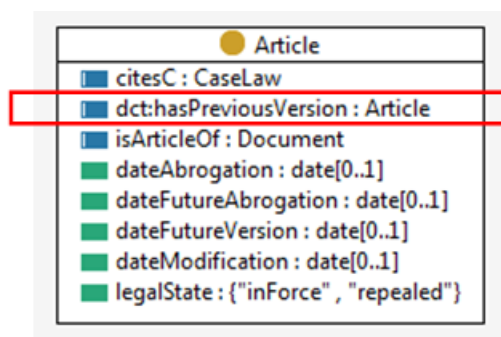 Article
citesC : CaseLaw
dct:hasPreviousVersion : Article
isArticleOf : Document
dateAbrogation : date[0..1]
dateFutureAbrogation : date[0..1]
dateFutureVersion : date[0..1]
dateModification : date[0..1]
legalState : {"inForce" , "repealed"}